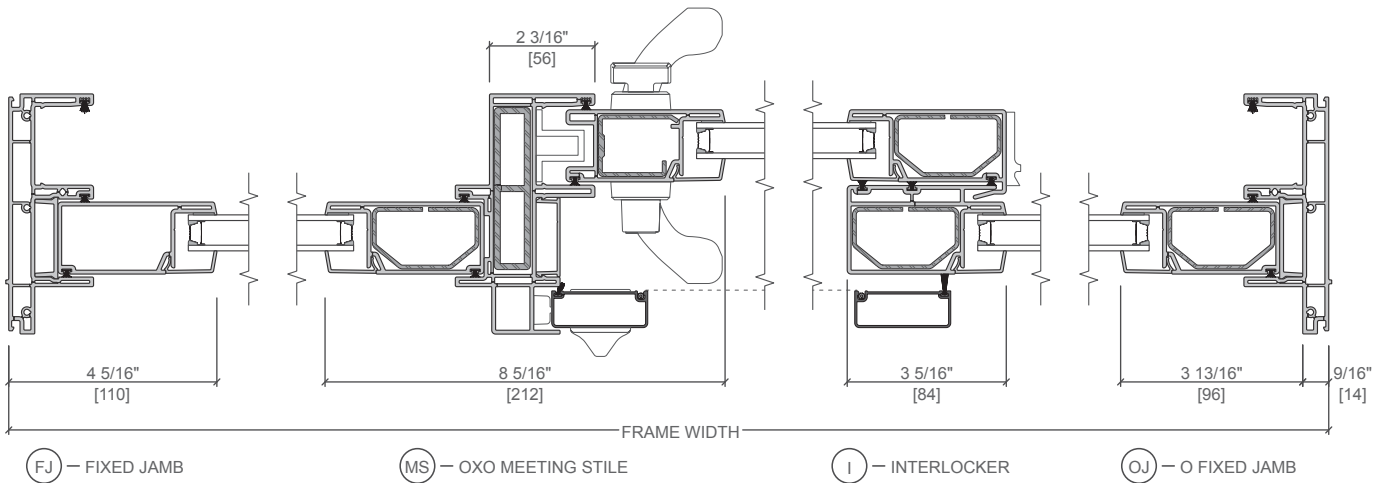 2 3/16"
[56]
4 5/16"
[110]
8 5/16"
[212]
3 5/16"
[84]
3 13/16"
[96]
9/16"
[14]
FRAME WIDTH
FJ – FIXED JAMB
MS – OXO MEETING STILE
I – INTERLOCKER
OJ – O FIXED JAMB